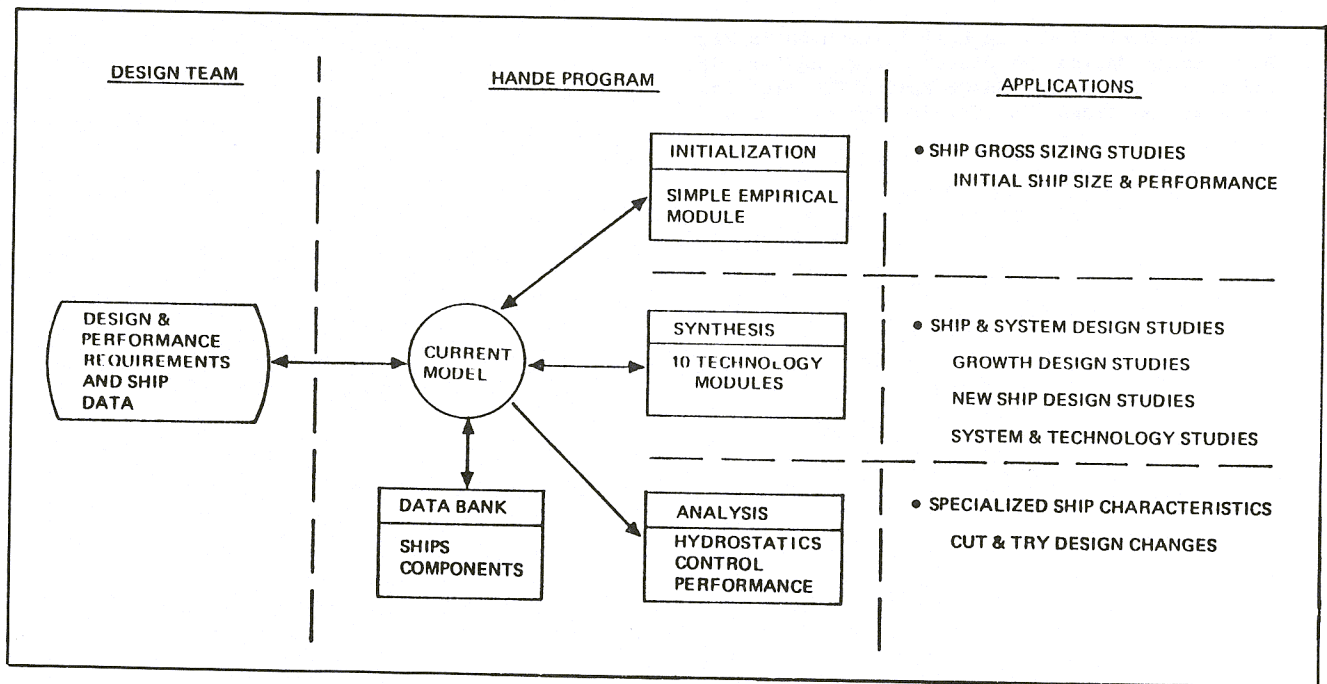 DESIGN TEAM
HANDE PROGRAM
APPLICATIONS
DESIGN &
PERFORMANCE
REQUIREMENTS
AND SHIP
DATA
CURRENT
MODEL
INITIALIZATION
SIMPLE EMPIRICAL
MODULE
SYNTHESIS
10 TECHNOLOGY
MODULES
DATA BANK
SHIPS
COMPONENTS
ANALYSIS
HYDROSTATICS
CONTROL
PERFORMANCE
• SHIP GROSS SIZING STUDIES
INITIAL SHIP SIZE & PERFORMANCE
• SHIP & SYSTEM DESIGN STUDIES
GROWTH DESIGN STUDIES
NEW SHIP DESIGN STUDIES
SYSTEM & TECHNOLOGY STUDIES
• SPECIALIZED SHIP CHARACTERISTICS
CUT & TRY DESIGN CHANGES